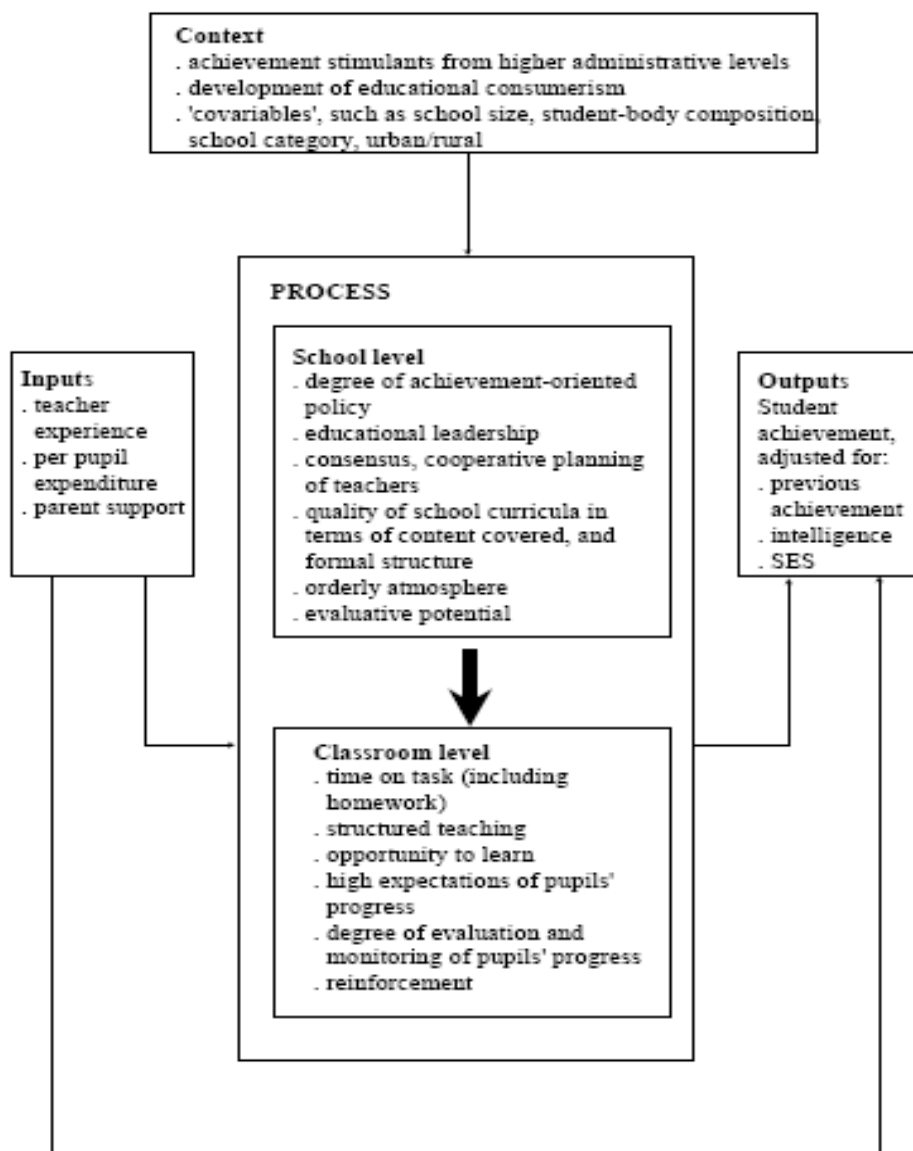 Context
. achievement stimulants from higher administrative levels
. development of educational consumerism
. 'covariables', such as school size, student-body composition,
school category, urban/rural
PROCESS
School level
. degree of achievement-oriented
policy
. educational leadership
. consensus, cooperative planning
of teachers
. quality of school curricula in
terms of content covered, and
formal structure
. orderly atmosphere
. evaluative potential
Inputs
. teacher
experience
. per pupil
expenditure
. parent support
Outputs
Student
achievement,
adjusted for:
. previous
achievement
. intelligence
. SES
Classroom level
. time on task (including
homework)
. structured teaching
. opportunity to learn
. high expectations of pupils'
progress
. degree of evaluation and
monitoring of pupils' progress
. reinforcement